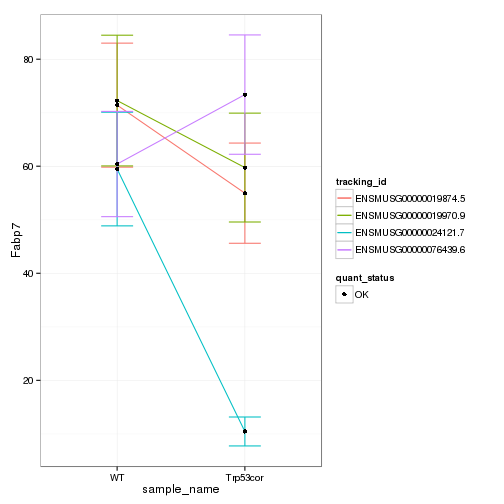 Fabp7
80
60
40
20
WT
Trp53cor
sample_name
tracking_id
ENSMUSG00000019874.5
ENSMUSG00000019970.9
ENSMUSG00000024121.7
ENSMUSG00000076439.6
quant_status
OK